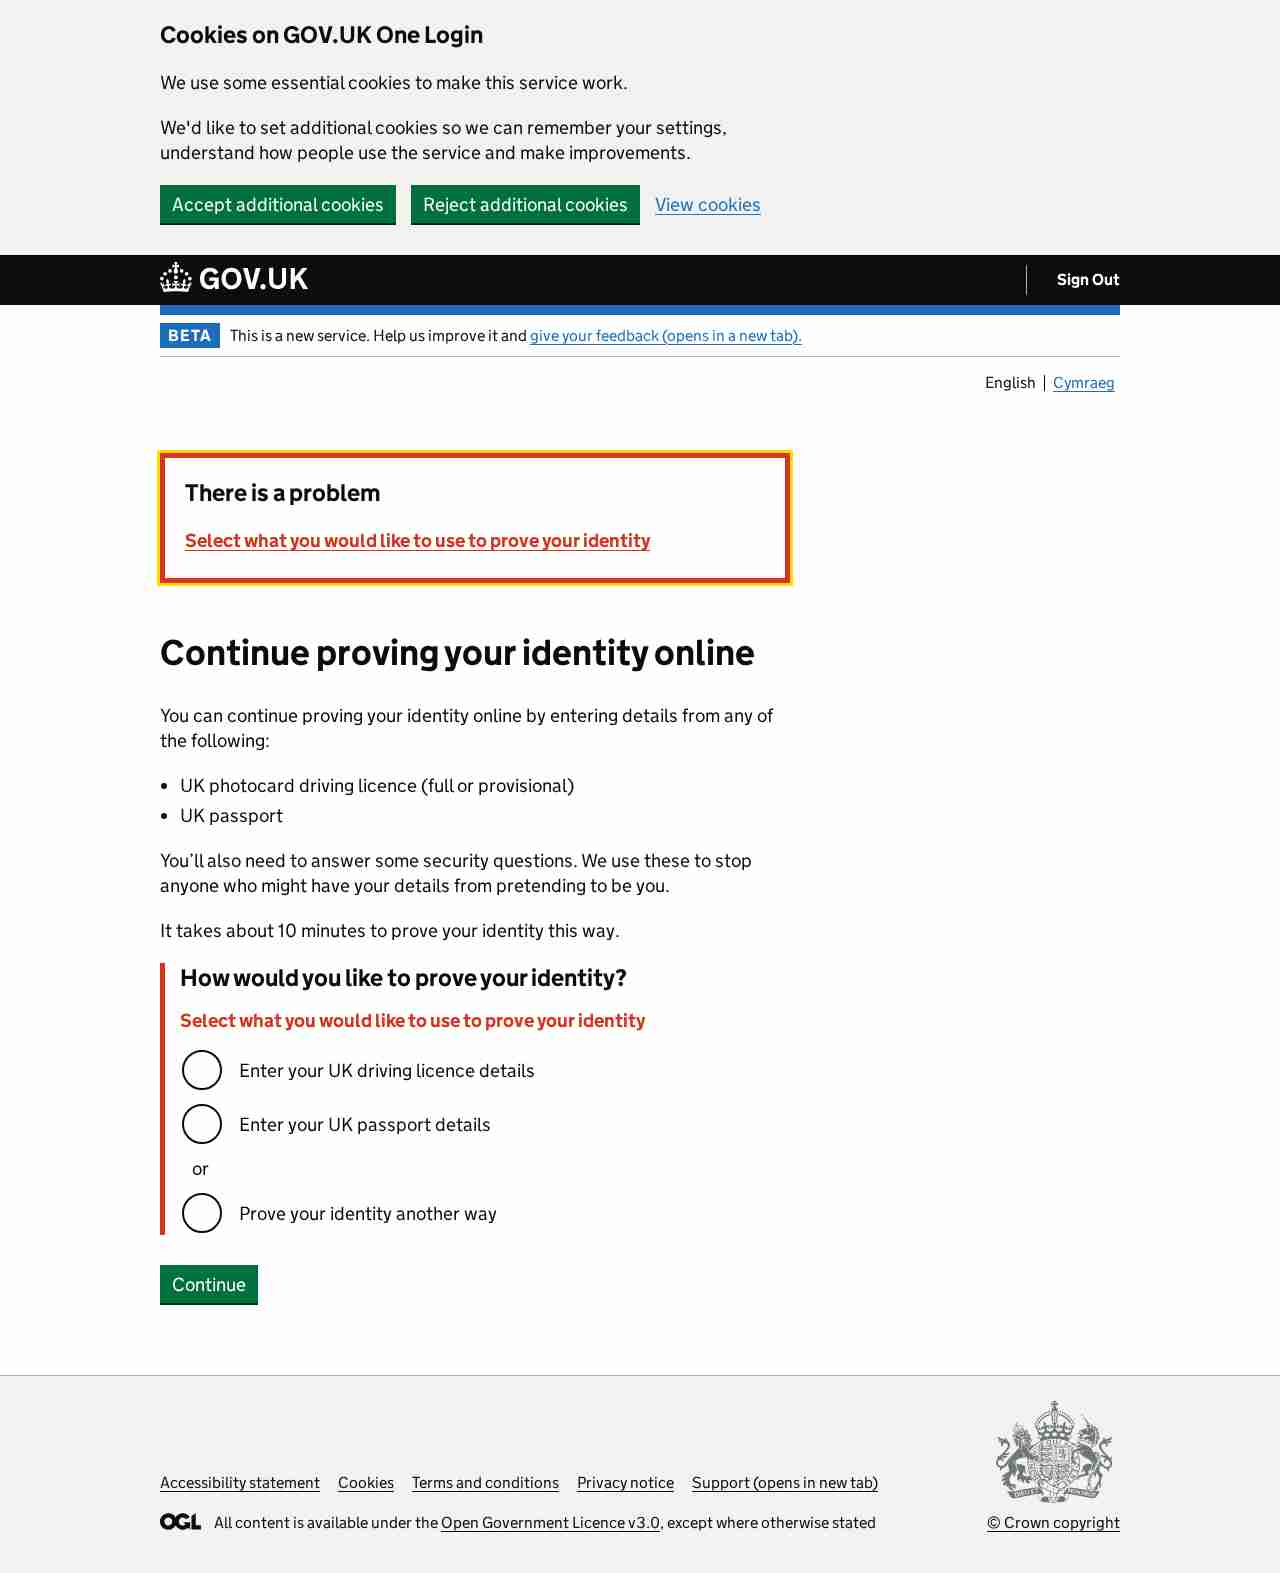 Cookies on GOV.UK One Login
We use some essential cookies to make this service work.
We'd like to set additional cookies so we can remember your settings,
understand how people use the service and make improvements.
Accept additional cookies Reject additional cookies View cookies
GOV.UK Sign Out
BETA This is a new service. Help us improve it and give your feedback (opens in a new tab).
English Cymraeg
There is a problem
Select what you would like to use to prove your identity
Continue proving your identity online
You can continue proving your identity online by entering details from any of
the following:
• UK photocard driving licence (full or provisional)
• UK passport
You’ll also need to answer some security questions. We use these to stop
anyone who might have your details from pretending to be you.
It takes about 10 minutes to prove your identity this way.
How would you like to prove your identity?
Select what you would like to use to prove your identity
Enter your UK driving licence details
Enter your UK passport details
or
Prove your identity another way
Continue
Accessibility statement Cookies Terms and conditions Privacy notice Support (opens in new tab)
OGL All content is available under the Open Government Licence v3.0, except where otherwise stated © Crown copyright